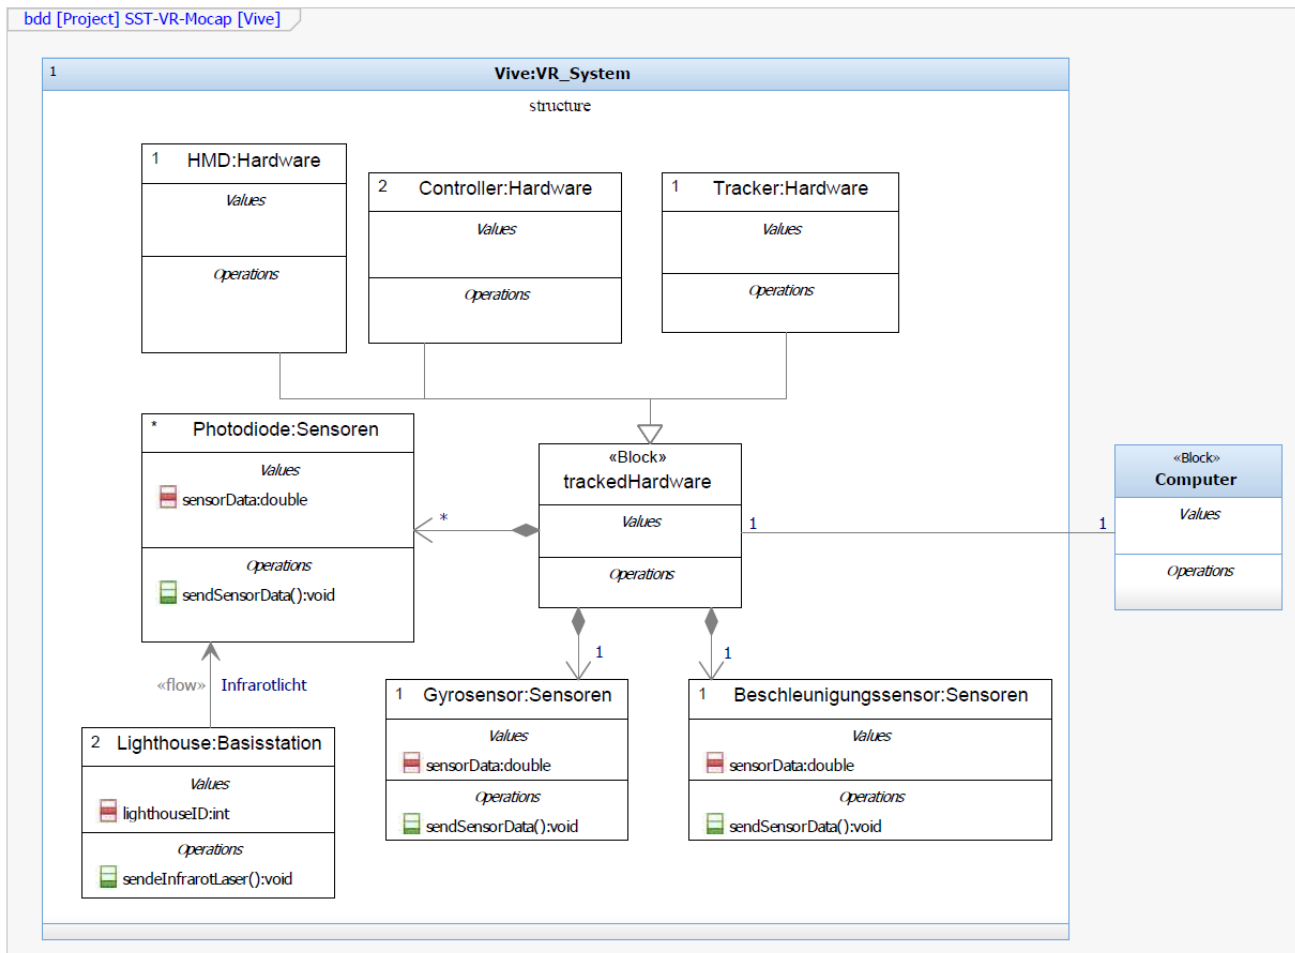 bdd [Project] SST-VR-Mocap [Vive]
1 Vive:VR_System
structure
1 HMD:Hardware
Values
Operations
2 Controller:Hardware
Values
Operations
1 Tracker:Hardware
Values
Operations
* Photodiode:Sensoren
Values
sensorData:double
Operations
sendSensorData():void
*
«Block»
trackedHardware
Values
Operations
1
1
«Block»
Computer
Values
Operations
1
1
«flow» Infrarotlicht
2 Lighthouse:Basisstation
Values
lighthouseID:int
Operations
sendeInfrarotLaser():void
1 Gyrosensor:Sensoren
Values
sensorData:double
Operations
sendSensorData():void
1 Beschleunigungssensor:Sensoren
Values
sensorData:double
Operations
sendSensorData():void